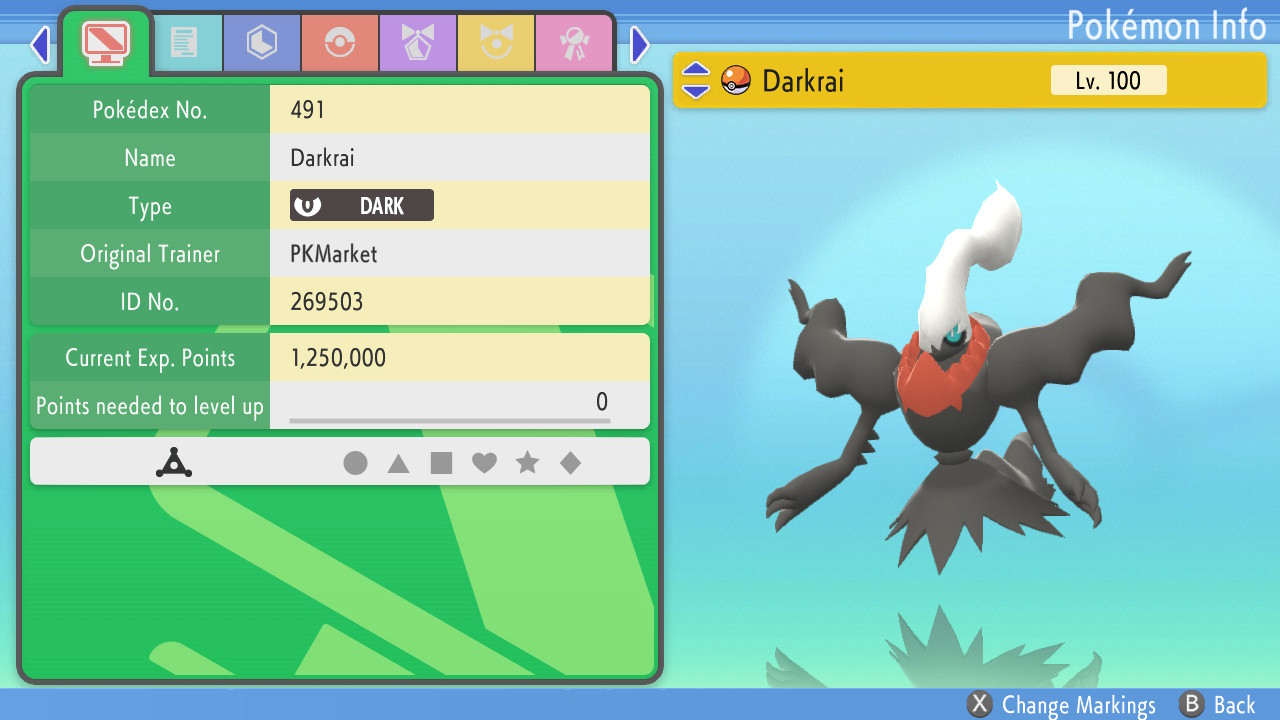 Pokémon Info
Darkrai
Lv. 100
Pokédex No.
491
Name
Darkrai
Type
DARK
Original Trainer
PKMarket
ID No.
269503
Current Exp. Points
1,250,000
Points needed to level up
0
X Change Markings
B Back